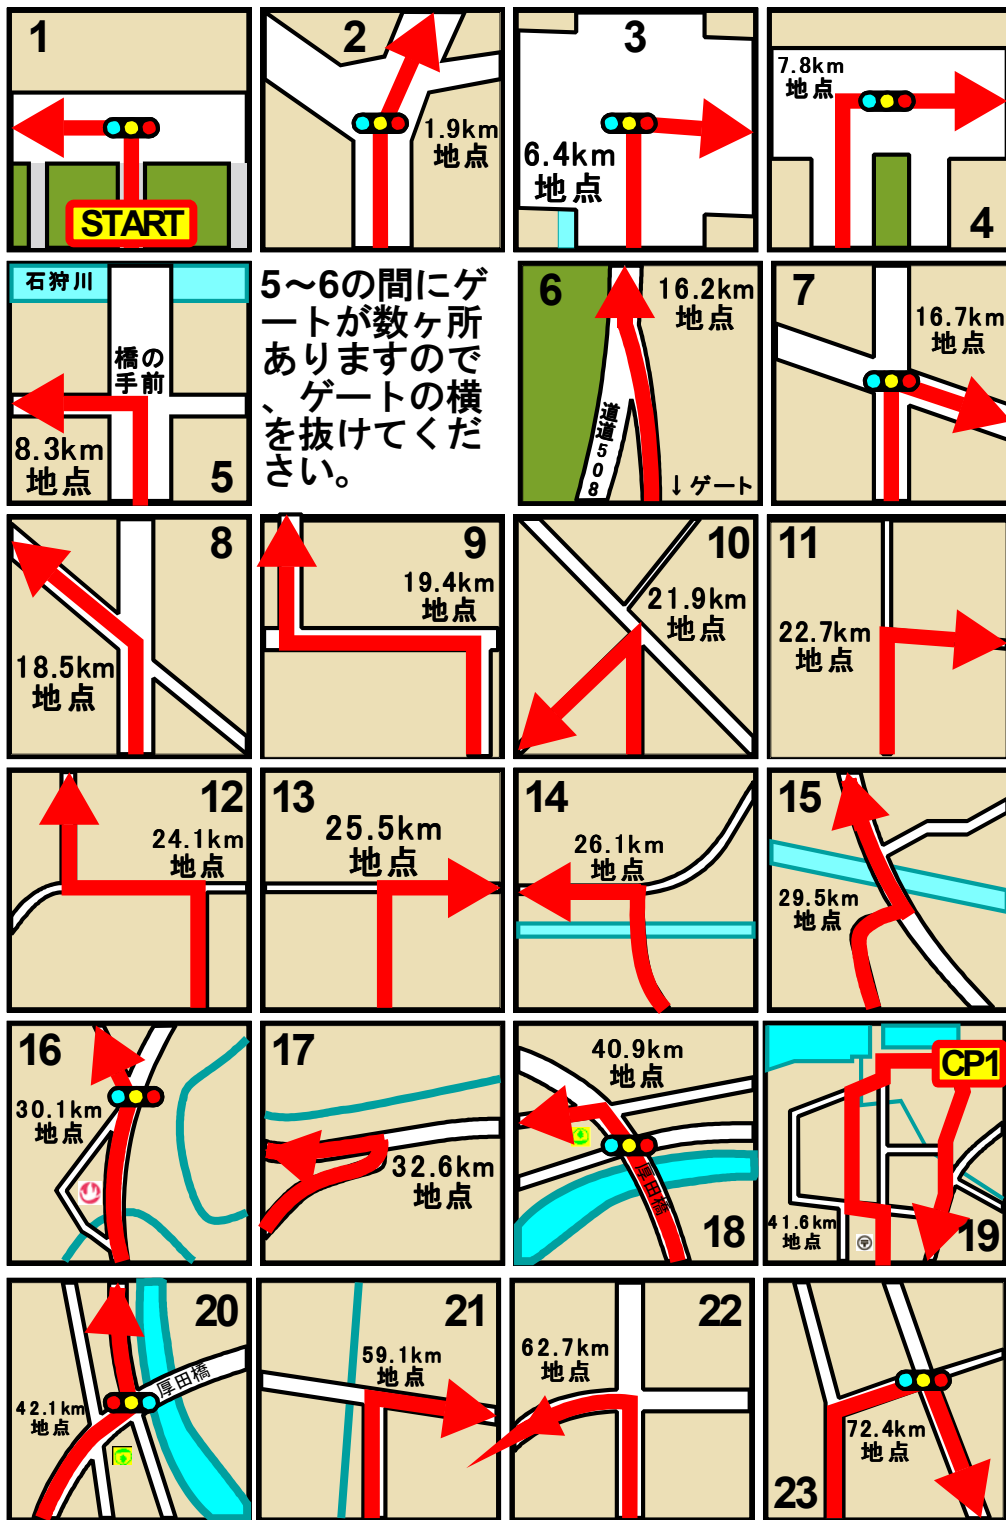 1
START
2
1.9km
地点
3
6.4km
地点
7.8km
地点
4
石狩川
橋の
手前
8.3km
地点
5
5～6の間にゲ
ートが数ヶ所
ありますので
、ゲートの横
を抜けてくだ
さい。
6
16.2km
地点
道道508
↓ゲート
7
16.7km
地点
8
18.5km
地点
9
19.4km
地点
10
21.9km
地点
11
22.7km
地点
12
24.1km
地点
13
25.5km
地点
14
26.1km
地点
15
29.5km
地点
16
30.1km
地点
17
32.6km
地点
40.9km
地点
厚田橋
18
CP1
41.6km
地点
19
20
厚田橋
42.1km
地点
21
59.1km
地点
22
62.7km
地点
72.4km
地点
23